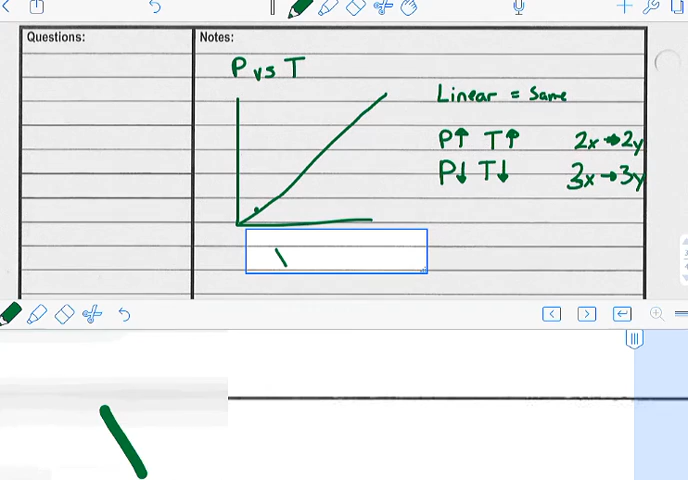 Questions:
Notes:
P vs T
Linear = Same
P↑ T↑ 2x→2y
P↓ T↓ 3x→3y